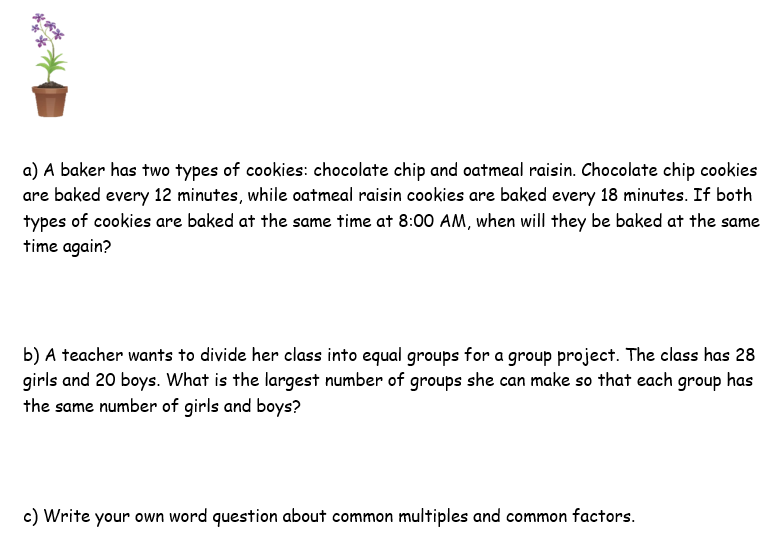 a) A baker has two types of cookies: chocolate chip and oatmeal raisin. Chocolate chip cookies
are baked every 12 minutes, while oatmeal raisin cookies are baked every 18 minutes. If both
types of cookies are baked at the same time at 8:00 AM, when will they be baked at the same
time again?
b) A teacher wants to divide her class into equal groups for a group project. The class has 28
girls and 20 boys. What is the largest number of groups she can make so that each group has
the same number of girls and boys?
c) Write your own word question about common multiples and common factors.